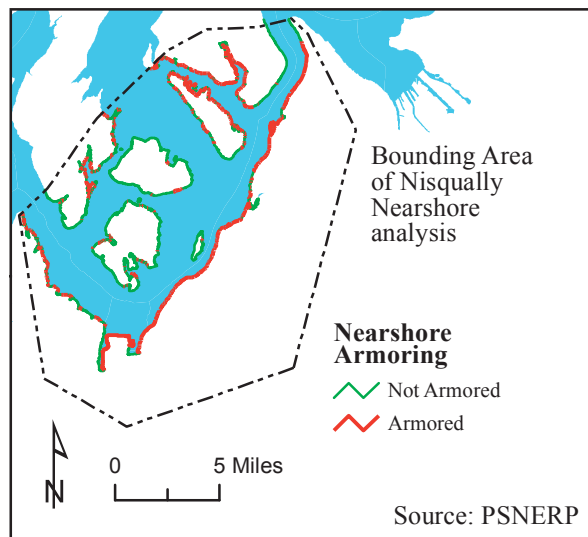 Bounding Area
of Nisqually
Nearshore
analysis
Nearshore
Armoring
Not Armored
Armored
N
0 5 Miles
Source: PSNERP